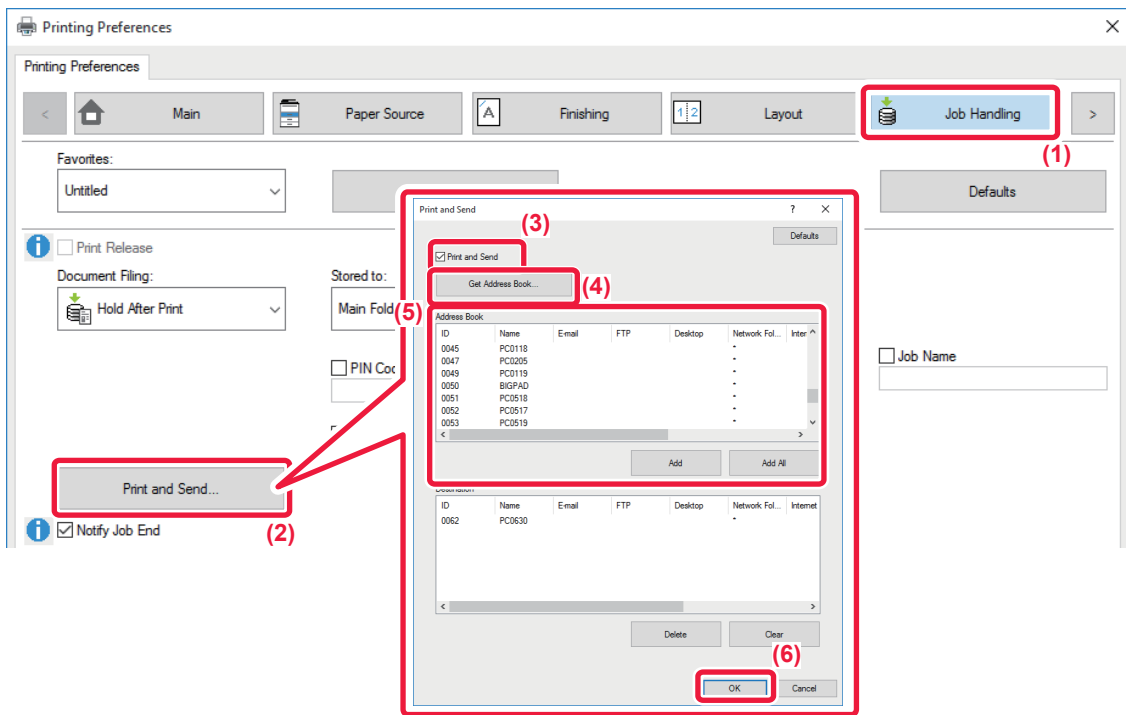 Printing Preferences
Printing Preferences
< Main Paper Source Finishing Layout Job Handling >
(1)
Favorites:
Untitled
Defaults
Print Release
Document Filing:
Hold After Print
Stored to:
Main Fold
PIN Coc
Job Name
Print and Send...
(2)
Notify Job End
Print and Send ? ×
Defaults
(3)
Print and Send
Get Address Book...
(4)
(5)
Address Book
ID Name E-mail FTP Desktop Network Fol... Inter
0045 PC0118 *
0047 PC0205 *
0049 PC0119 *
0050 BIGPAD *
0051 PC0518 *
0052 PC0517 *
0053 PC0519 *
Add Add All
Destination
ID Name E-mail FTP Desktop Network Fol... Internet
0062 PC0630 *
Delete Clear
(6)
OK Cancel